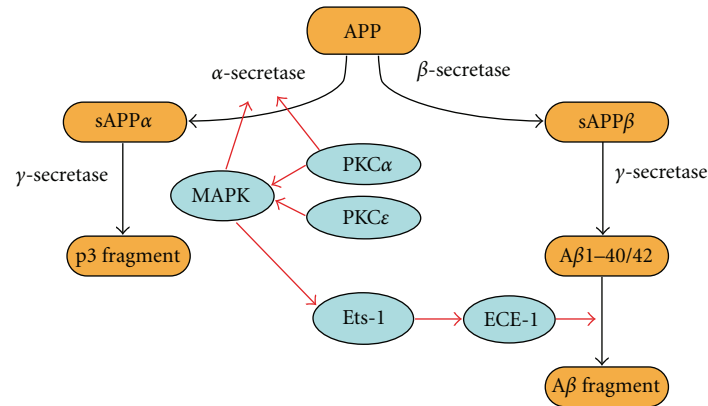 APP
α-secretase
β-secretase
sAPPα
sAPPβ
γ-secretase
MAPK
PKCα
γ-secretase
PKCε
p3 fragment
Aβ1–40/42
Ets-1
ECE-1
Aβ fragment